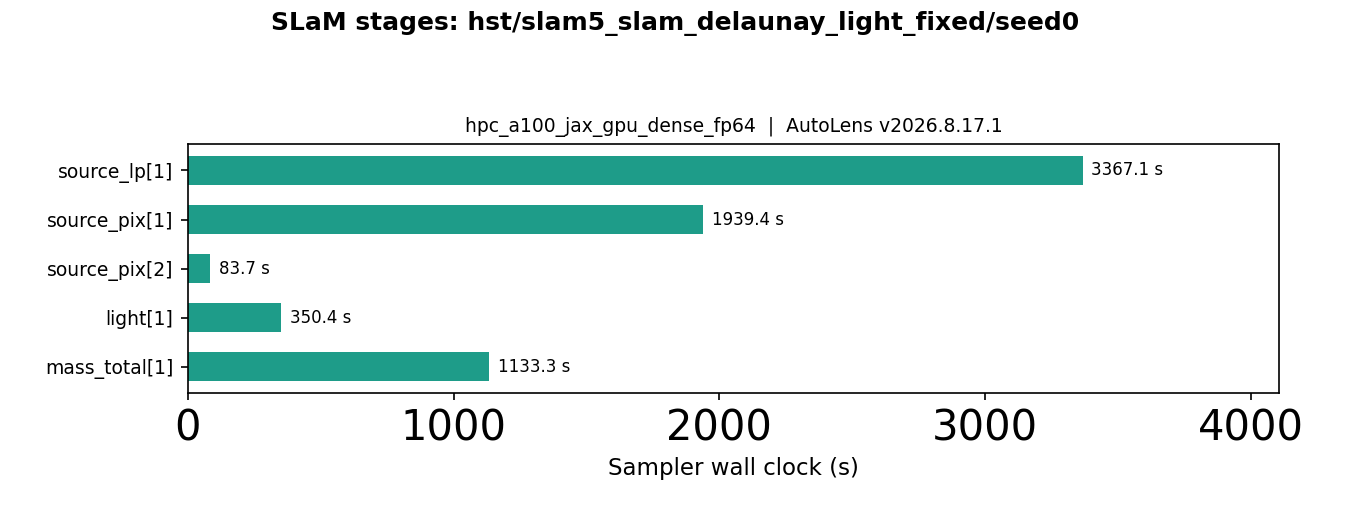 SLaM stages: hst/slam5_slam_delaunay_light_fixed/seed0
hpc_a100_jax_gpu_dense_fp64  |  AutoLens v2026.8.17.1
source_lp[1] 3367.1 s
source_pix[1] 1939.4 s
source_pix[2] 83.7 s
light[1] 350.4 s
mass_total[1] 1133.3 s
0 1000 2000 3000 4000
Sampler wall clock (s)